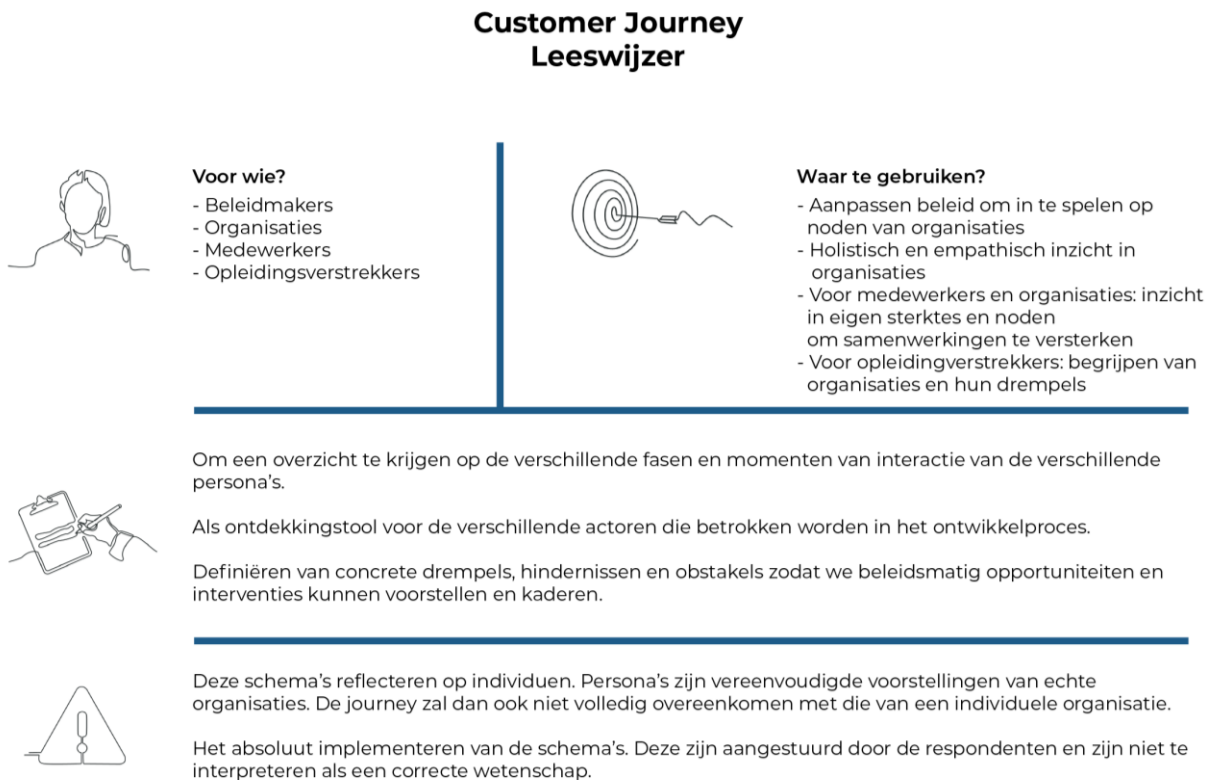 Customer Journey
Leeswijzer
Voor wie?
- Beleidmakers
- Organisaties
- Medewerkers
- Opleidingsverstrekkers
Waar te gebruiken?
- Aanpassen beleid om in te spelen op
noden van organisaties
- Holistisch en empathisch inzicht in
organisaties
- Voor medewerkers en organisaties: inzicht
in eigen sterktes en noden
om samenwerkingen te versterken
- Voor opleidingverstrekkers: begrijpen van
organisaties en hun drempels
Om een overzicht te krijgen op de verschillende fasen en momenten van interactie van de verschillende
persona's.
Als ontdekkingstool voor de verschillende actoren die betrokken worden in het ontwikkelproces.
Definiëren van concrete drempels, hindernissen en obstakels zodat we beleidsmatig opportuniteiten en
interventies kunnen voorstellen en kaderen.
Deze schema's reflecteren op individuen. Persona's zijn vereenvoudigde voorstellingen van echte
organisaties. De journey zal dan ook niet volledig overeenkomen met die van een individuele organisatie.
Het absoluut implementeren van de schema's. Deze zijn aangestuurd door de respondenten en zijn niet te
interpreteren als een correcte wetenschap.